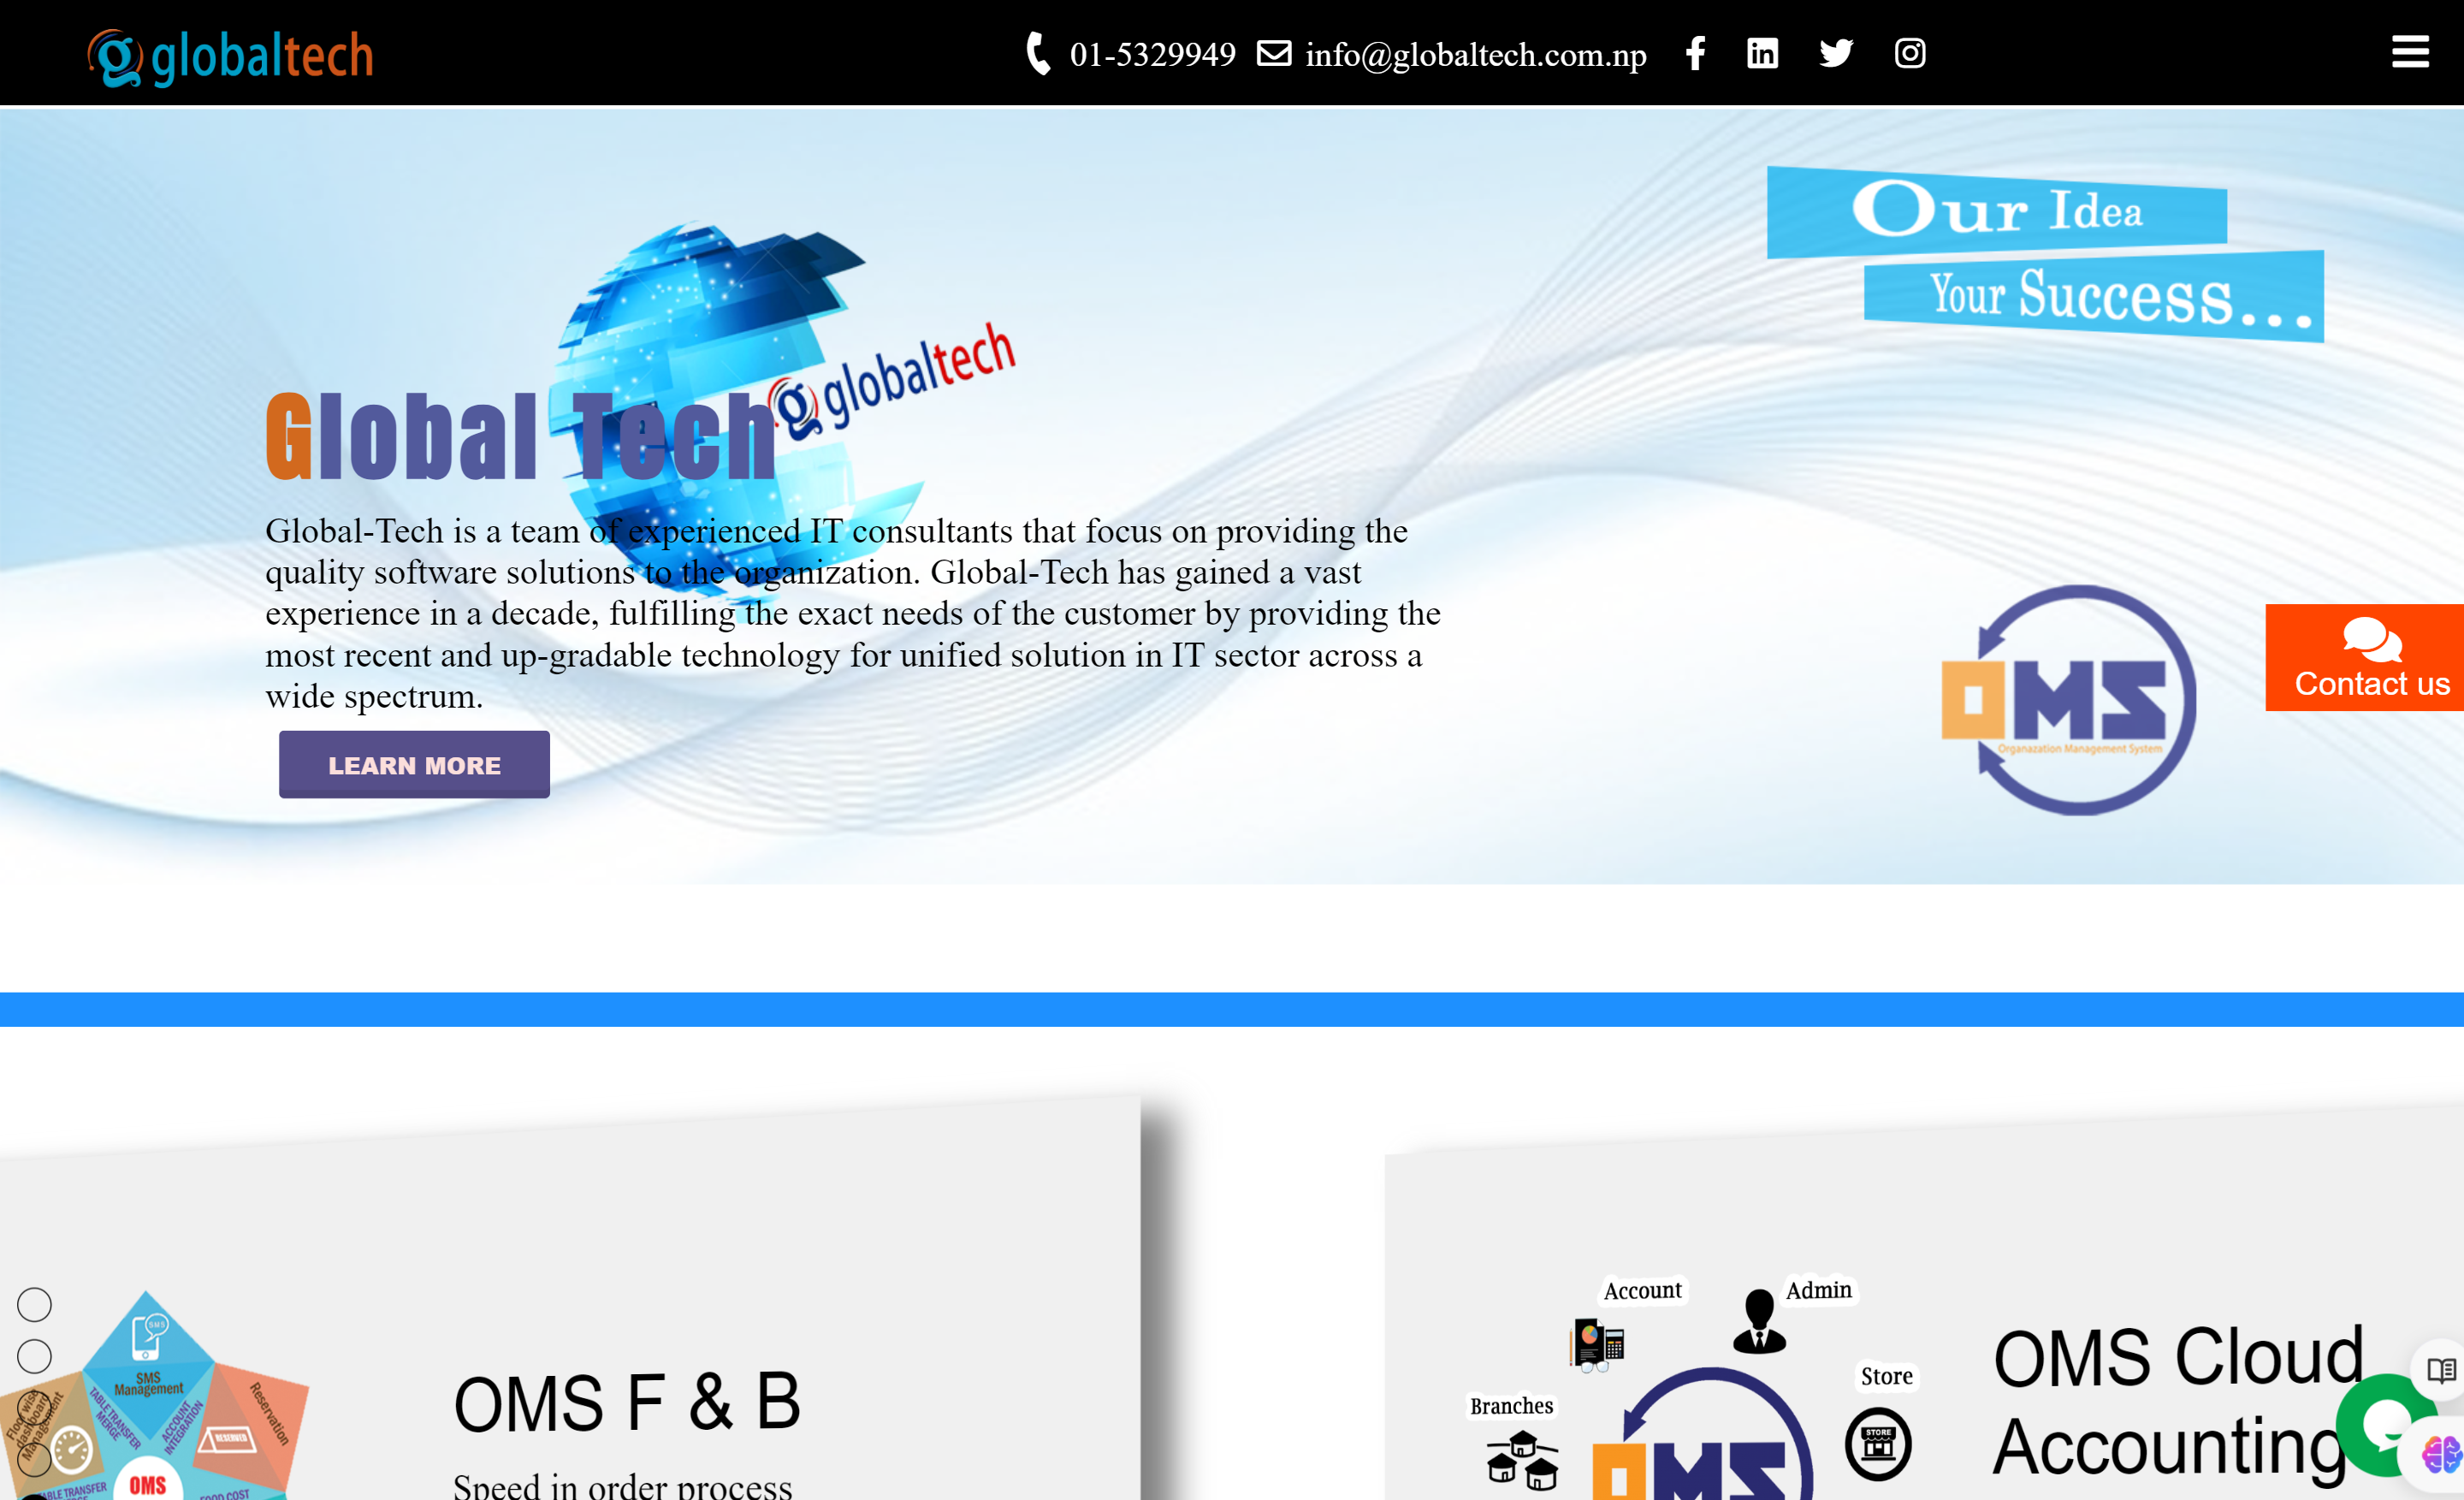 globaltech
01-5329949 info@globaltech.com.np
Our Idea
Your Success...
globaltech
Global Tech
Global-Tech is a team of experienced IT consultants that focus on providing the
quality software solutions to the organization. Global-Tech has gained a vast
experience in a decade, fulfilling the exact needs of the customer by providing the
most recent and up-gradable technology for unified solution in IT sector across a
wide spectrum.
LEARN MORE
OMS
Organazation Management System
Contact us
SMS
SMS
Management
TABLE TRANSFER
MERGE
ACCOUNT
INTEGRATION
Reservation
RESERVED
Floor wise
dashboard
Management
OMS
FOOD COST
OMS F & B
Speed in order process
Account
Admin
Store
STORE
Branches
OMS
OMS Cloud
Accounting